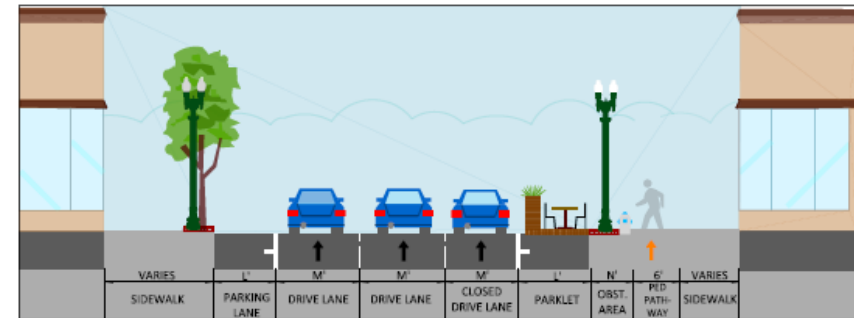 VARIES L' M' M' M' L' N' 6' VARIES
SIDEWALK PARKING LANE DRIVE LANE DRIVE LANE CLOSED DRIVE LANE PARKLET OBST. AREA PED PATH-WAY SIDEWALK